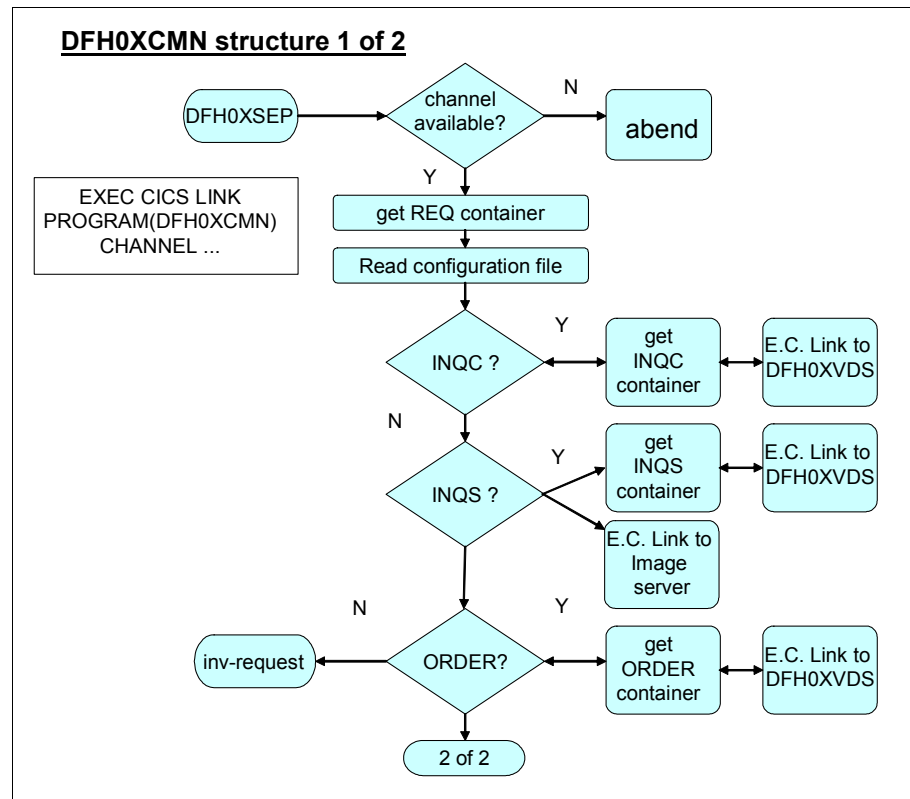 DFH0XCMN structure 1 of 2
DFH0XSEP
channel
available?
N
abend
Y
EXEC CICS LINK
PROGRAM(DFH0XCMN)
CHANNEL ...
get REQ container
Read configuration file
INQC ?
Y
get
INQC
container
E.C. Link to
DFH0XVDS
N
INQS ?
Y
get
INQS
container
E.C. Link to
DFH0XVDS
E.C. Link to
Image
server
N
Y
inv-request
ORDER?
get
ORDER
container
E.C. Link to
DFH0XVDS
2 of 2